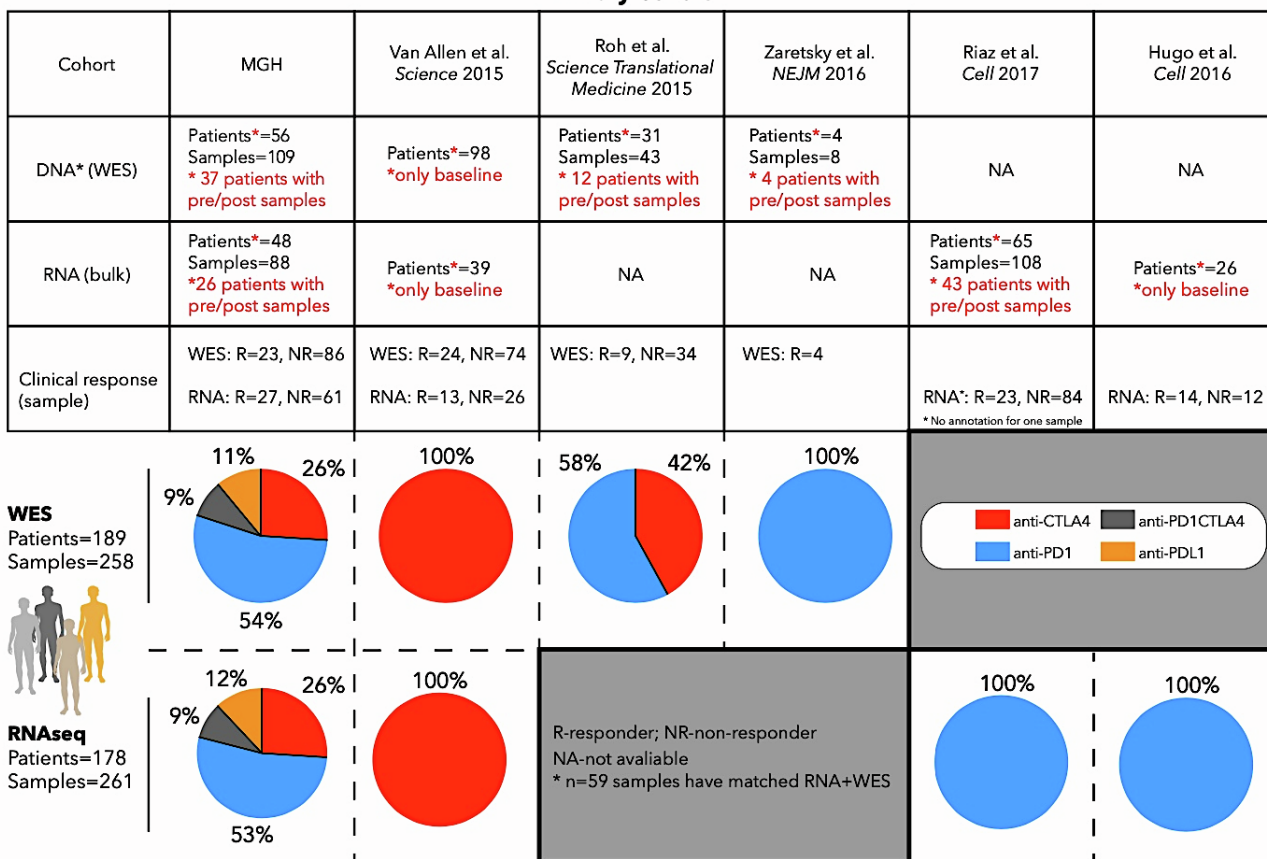 Cohort
MGH
Van Allen et al.
Science 2015
Roh et al.
Science Translational
Medicine 2015
Zaretsky et al.
NEJM 2016
Riaz et al.
Cell 2017
Hugo et al.
Cell 2016
DNA* (WES)
Patients*=56
Samples=109
* 37 patients with
pre/post samples
Patients*=98
*only baseline
Patients*=31
Samples=43
* 12 patients with
pre/post samples
Patients*=4
Samples=8
* 4 patients with
pre/post samples
NA
NA
RNA (bulk)
Patients*=48
Samples=88
*26 patients with
pre/post samples
Patients*=39
*only baseline
NA
NA
Patients*=65
Samples=108
* 43 patients with
pre/post samples
Patients*=26
*only baseline
Clinical response
(sample)
WES: R=23, NR=86
RNA: R=27, NR=61
WES: R=24, NR=74
RNA: R=13, NR=26
WES: R=9, NR=34
WES: R=4
RNA*: R=23, NR=84
* No annotation for one sample
RNA: R=14, NR=12
WES
Patients=189
Samples=258
11%
26%
9%
54%
100%
58%
42%
100%
anti-CTLA4
anti-PD1CTLA4
anti-PD1
anti-PDL1
RNAseq
Patients=178
Samples=261
12%
26%
9%
53%
100%
R-responder; NR-non-responder
NA-not avaliable
* n=59 samples have matched RNA+WES
100%
100%